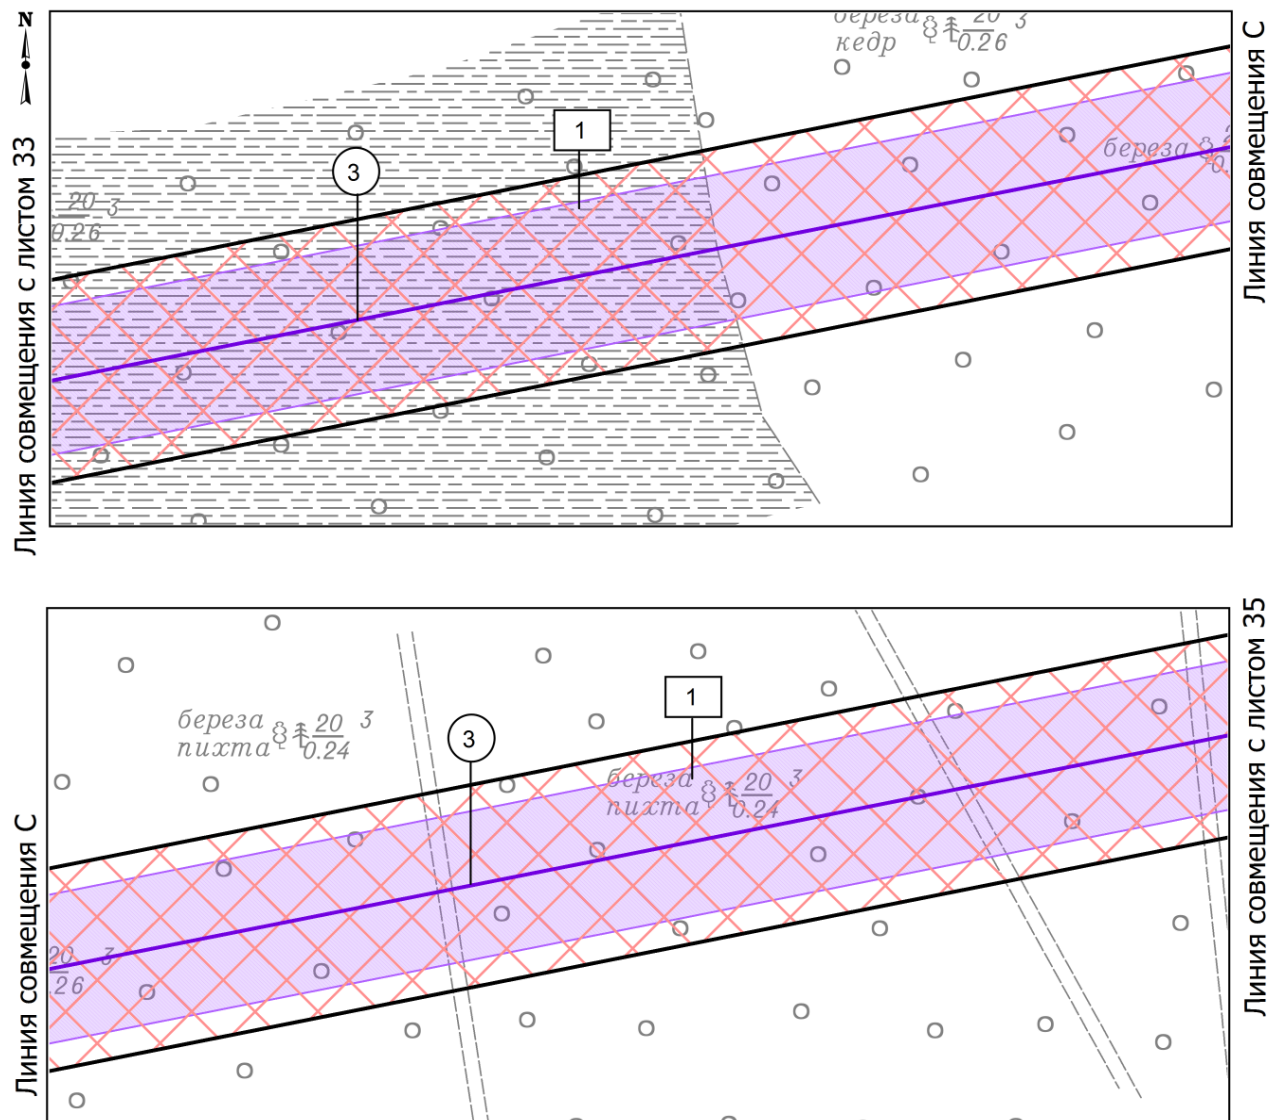 N
береза 20 3
кедр 0.26
Линия совмещения С
1
3
Линия совмещения с листом 33
20 3
0.26
береза
Линия совмещения с листом 35
береза 20 3
пихта 0.24
1
3
береза 20 3
пихта 0.24
Линия совмещения С
20 3
.26